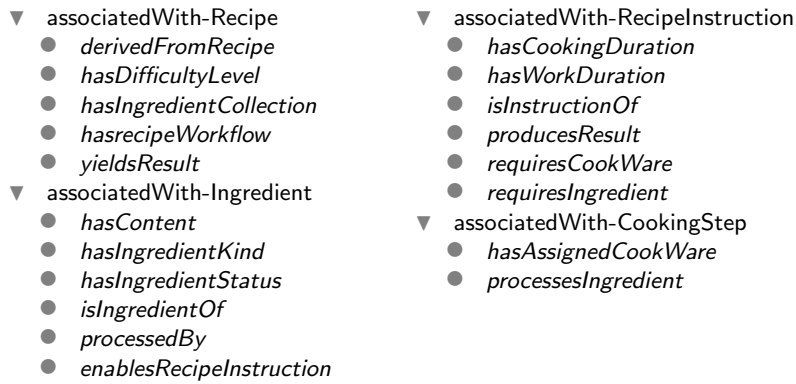 associatedWith-Recipe
derivedFromRecipe
hasDifficultyLevel
hasIngredientCollection
hasrecipeWorkflow
yieldsResult
associatedWith-Ingredient
hasContent
hasIngredientKind
hasIngredientStatus
isIngredientOf
processedBy
enablesRecipeInstruction
associatedWith-RecipeInstruction
hasCookingDuration
hasWorkDuration
isInstructionOf
producesResult
requiresCookWare
requiresIngredient
associatedWith-CookingStep
hasAssignedCookWare
processesIngredient